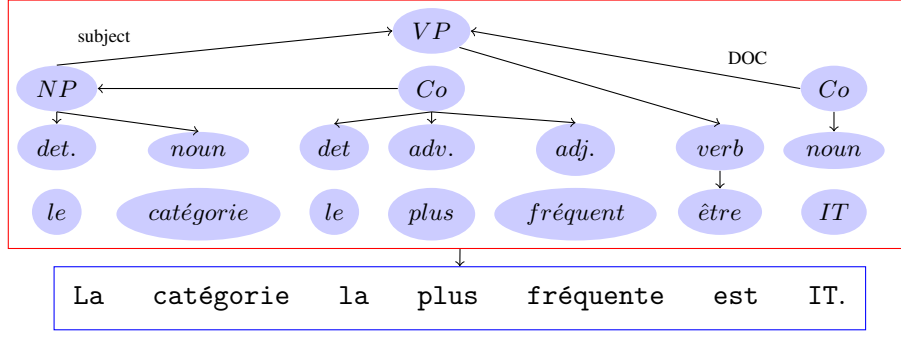 VP
subject
DOC
NP Co Co
det. noun det adv. adj. verb noun
le catégorie le plus fréquent être IT
La catégorie la plus fréquente est IT.